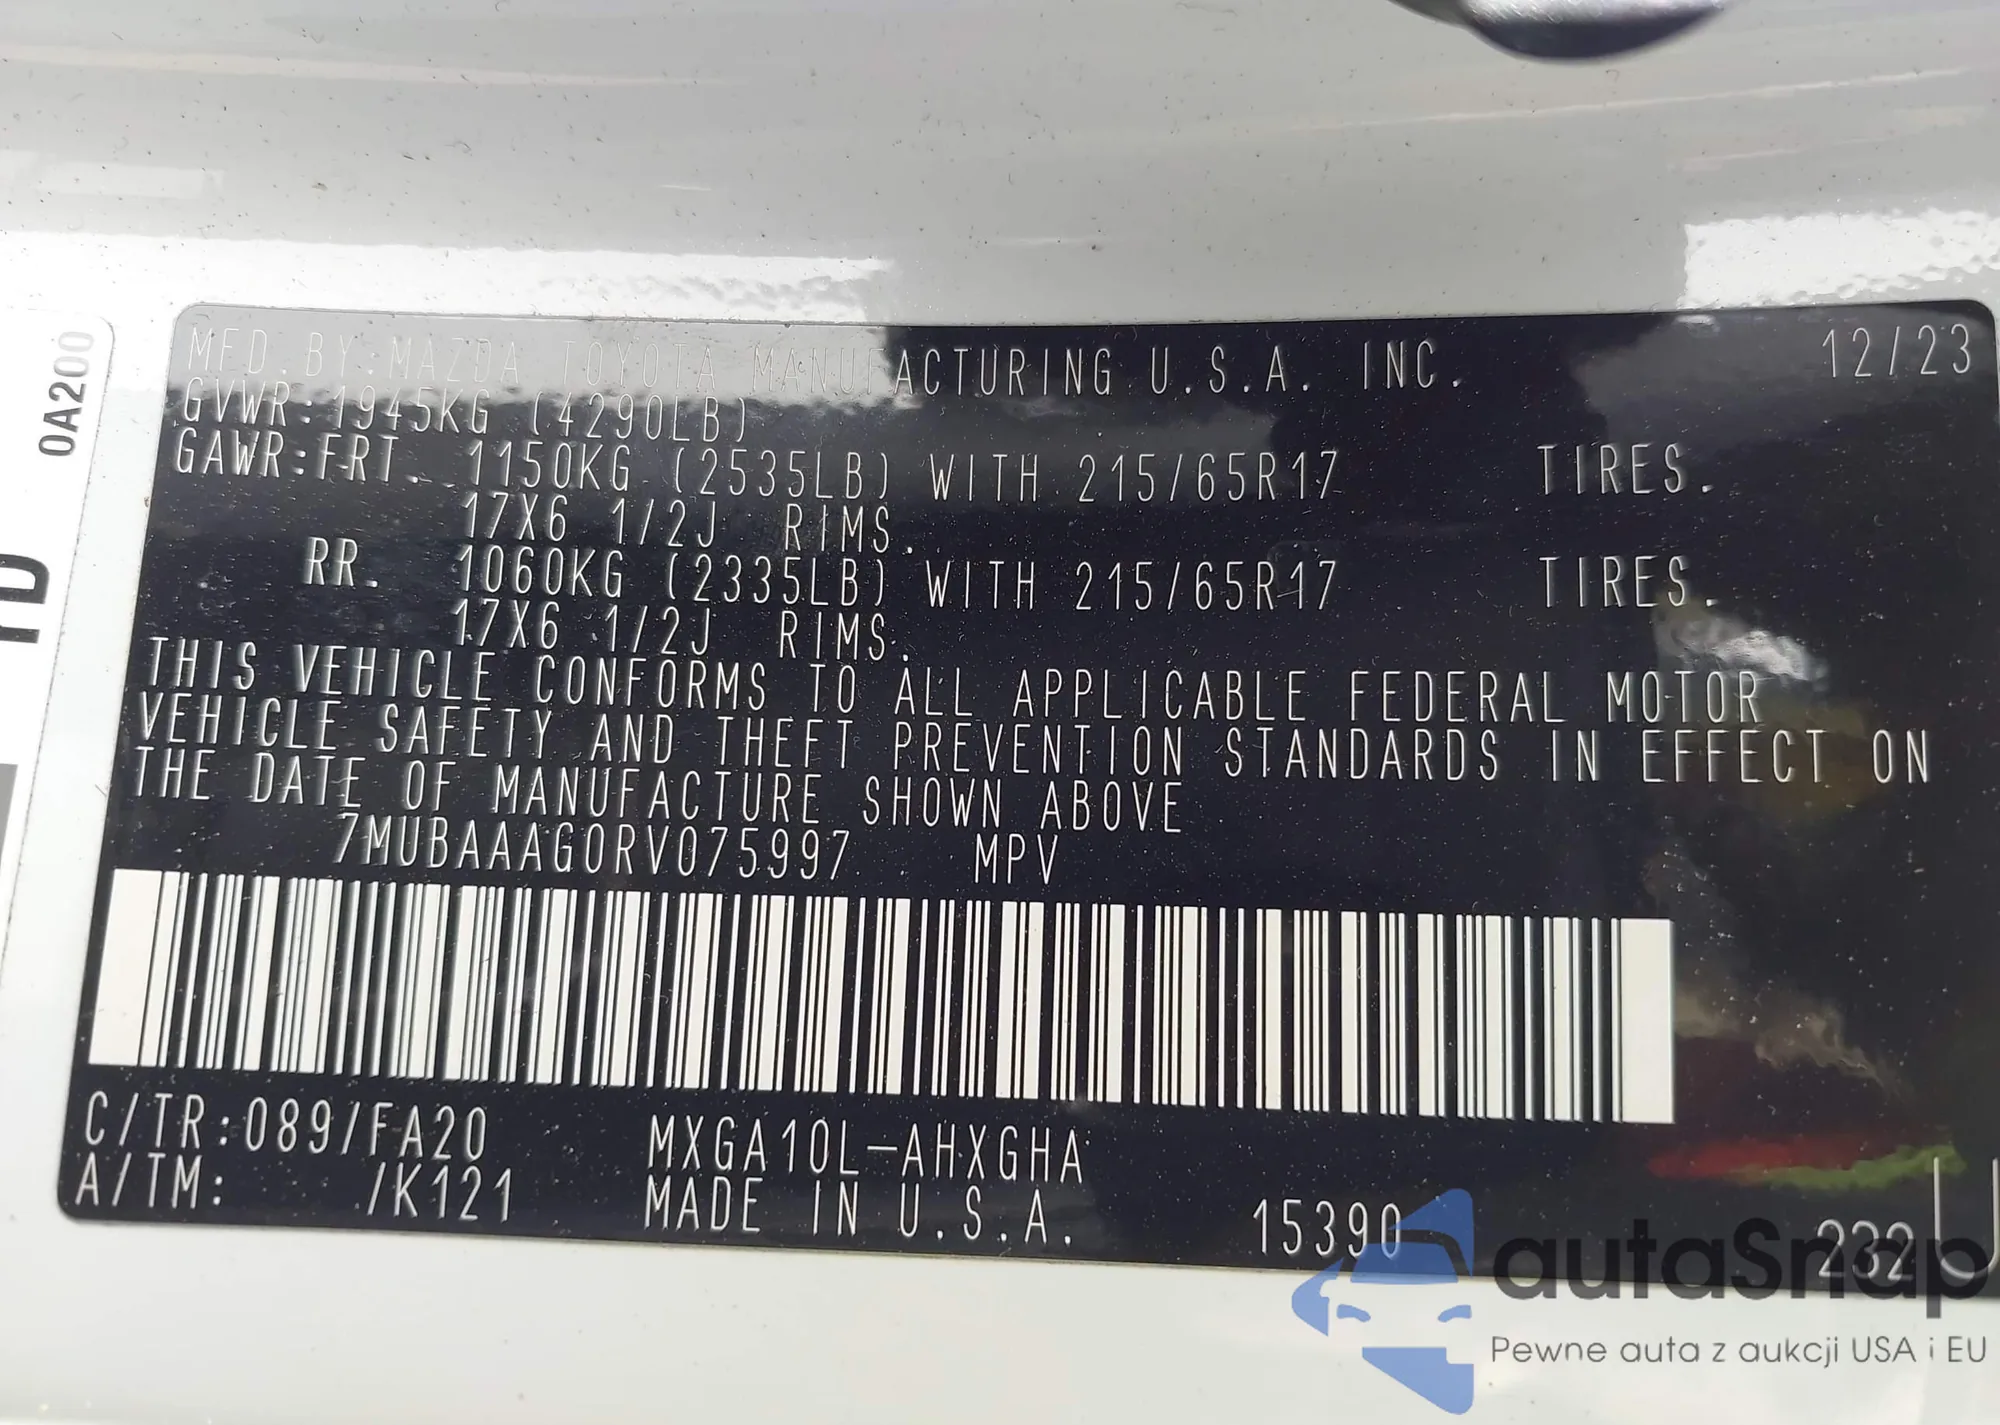 0A200
TD
MFD. BY:MAZDA TOYOTA MANUFACTURING U.S.A. INC. 12/23
GVWR:1945KG (4290LB)
GAWR:FRT. 1150KG (2535LB) WITH 215/65R17 TIRES.
17X6 1/2J RIMS.
RR. 1060KG (2335LB) WITH 215/65R17 TIRES.
17X6 1/2J RIMS.
THIS VEHICLE CONFORMS TO ALL APPLICABLE FEDERAL MOTOR
VEHICLE SAFETY AND THEFT PREVENTION STANDARDS IN EFFECT ON
THE DATE OF MANUFACTURE SHOWN ABOVE
7MUBAAAG0RV075997 MPV
C/TR:089/FA20 MXGA10L-AHXGHA
A/TM: /K121 MADE IN U.S.A. 15390 232
autaSnap
Pewne auta z aukcji USA i EU